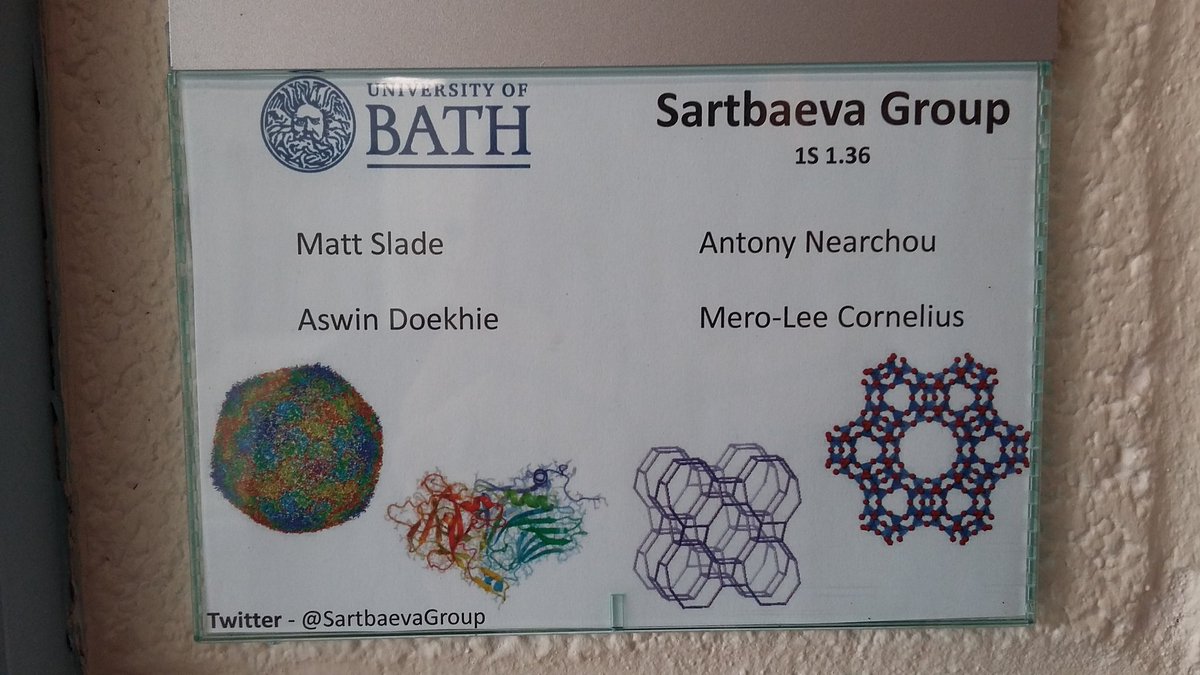 UNIVERSITY OF
BATH
Sartbaeva Group
1S 1.36
Matt Slade
Antony Nearchou
Aswin Doekhie
Mero-Lee Cornelius
Twitter - @SartbaevaGroup